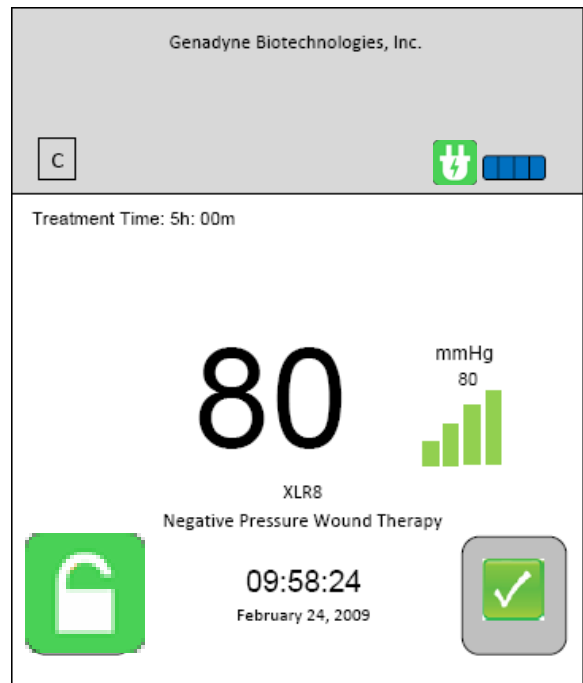 Genadyne Biotechnologies, Inc.
C
Treatment Time: 5h: 00m
80
mmHg
80
XLR8
Negative Pressure Wound Therapy
09:58:24
February 24, 2009